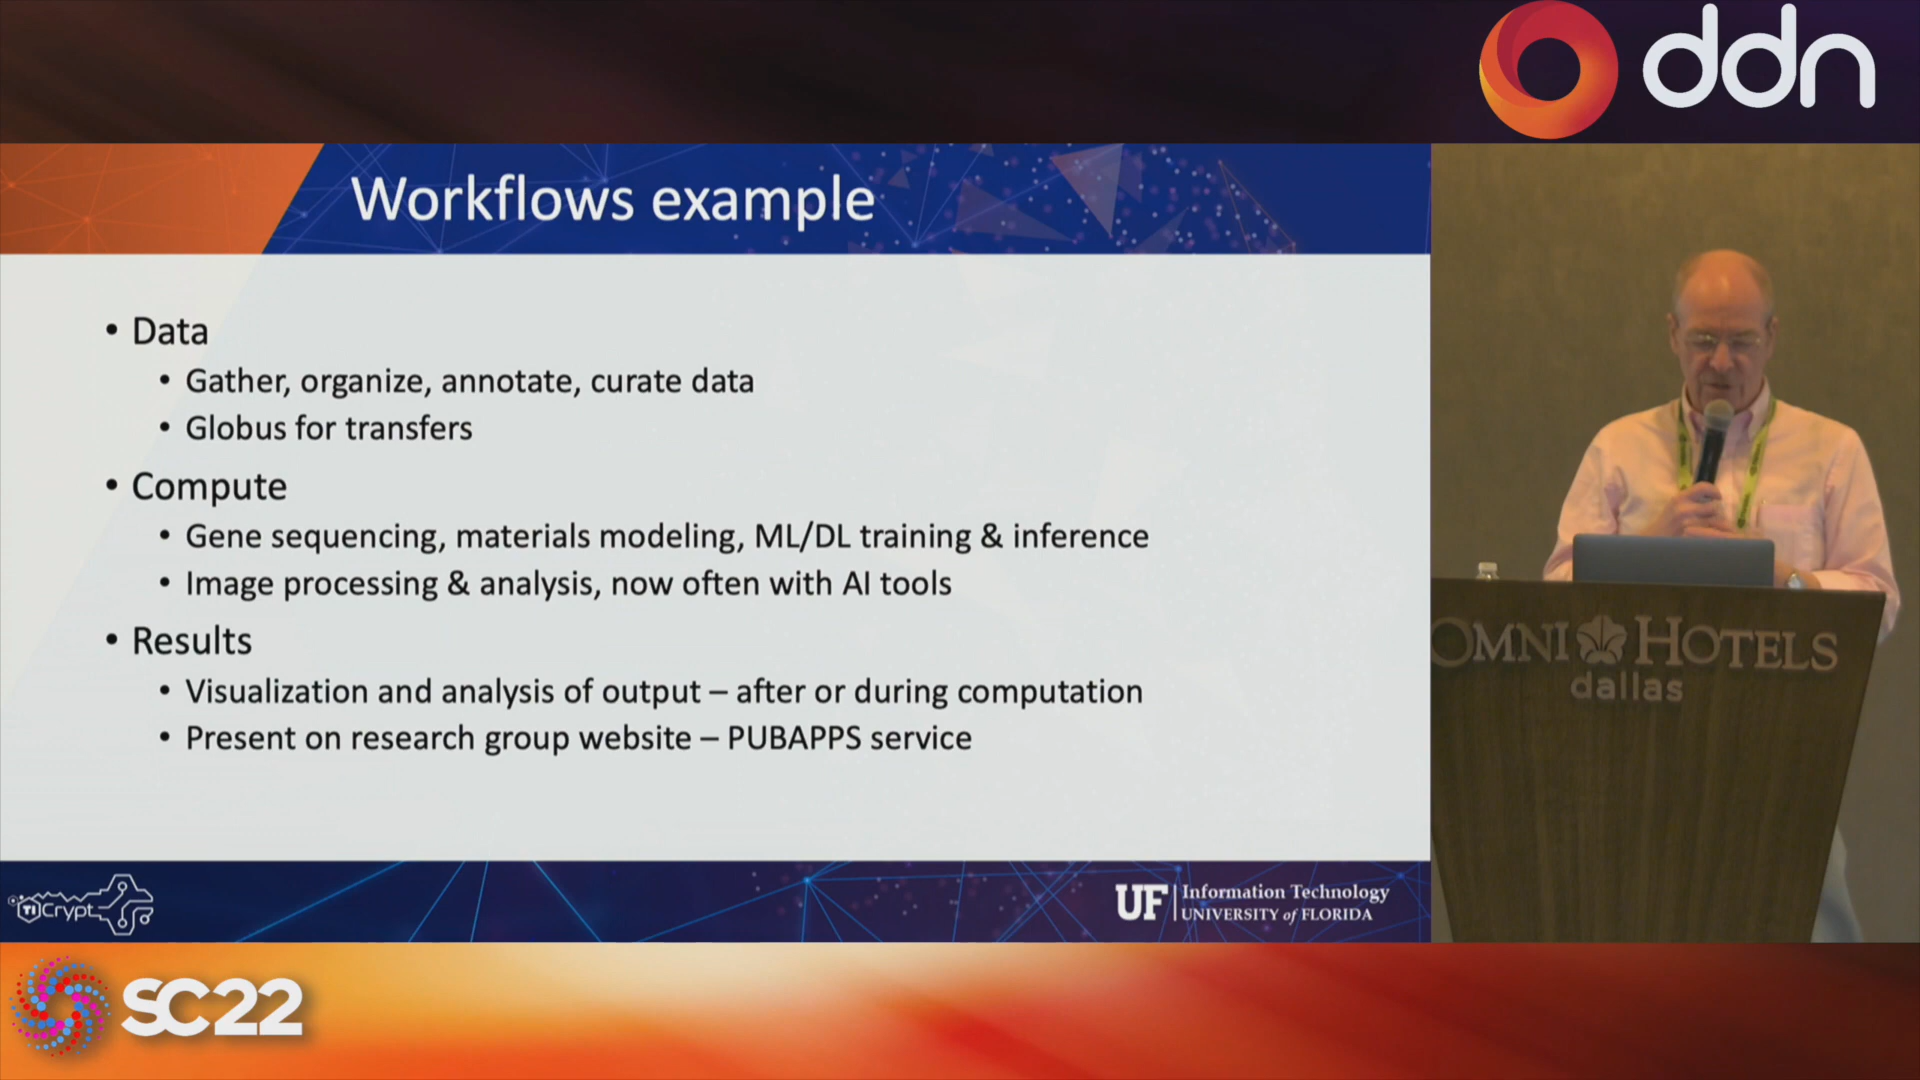 ddn
Workflows example
• Data
• Gather, organize, annotate, curate data
• Globus for transfers
• Compute
• Gene sequencing, materials modeling, ML/DL training & inference
• Image processing & analysis, now often with AI tools
• Results
• Visualization and analysis of output – after or during computation
• Present on research group website – PUBAPPS service
OMNI HOTELS
dallas
TiCrypt
UF Information Technology
UNIVERSITY of FLORIDA
SC22